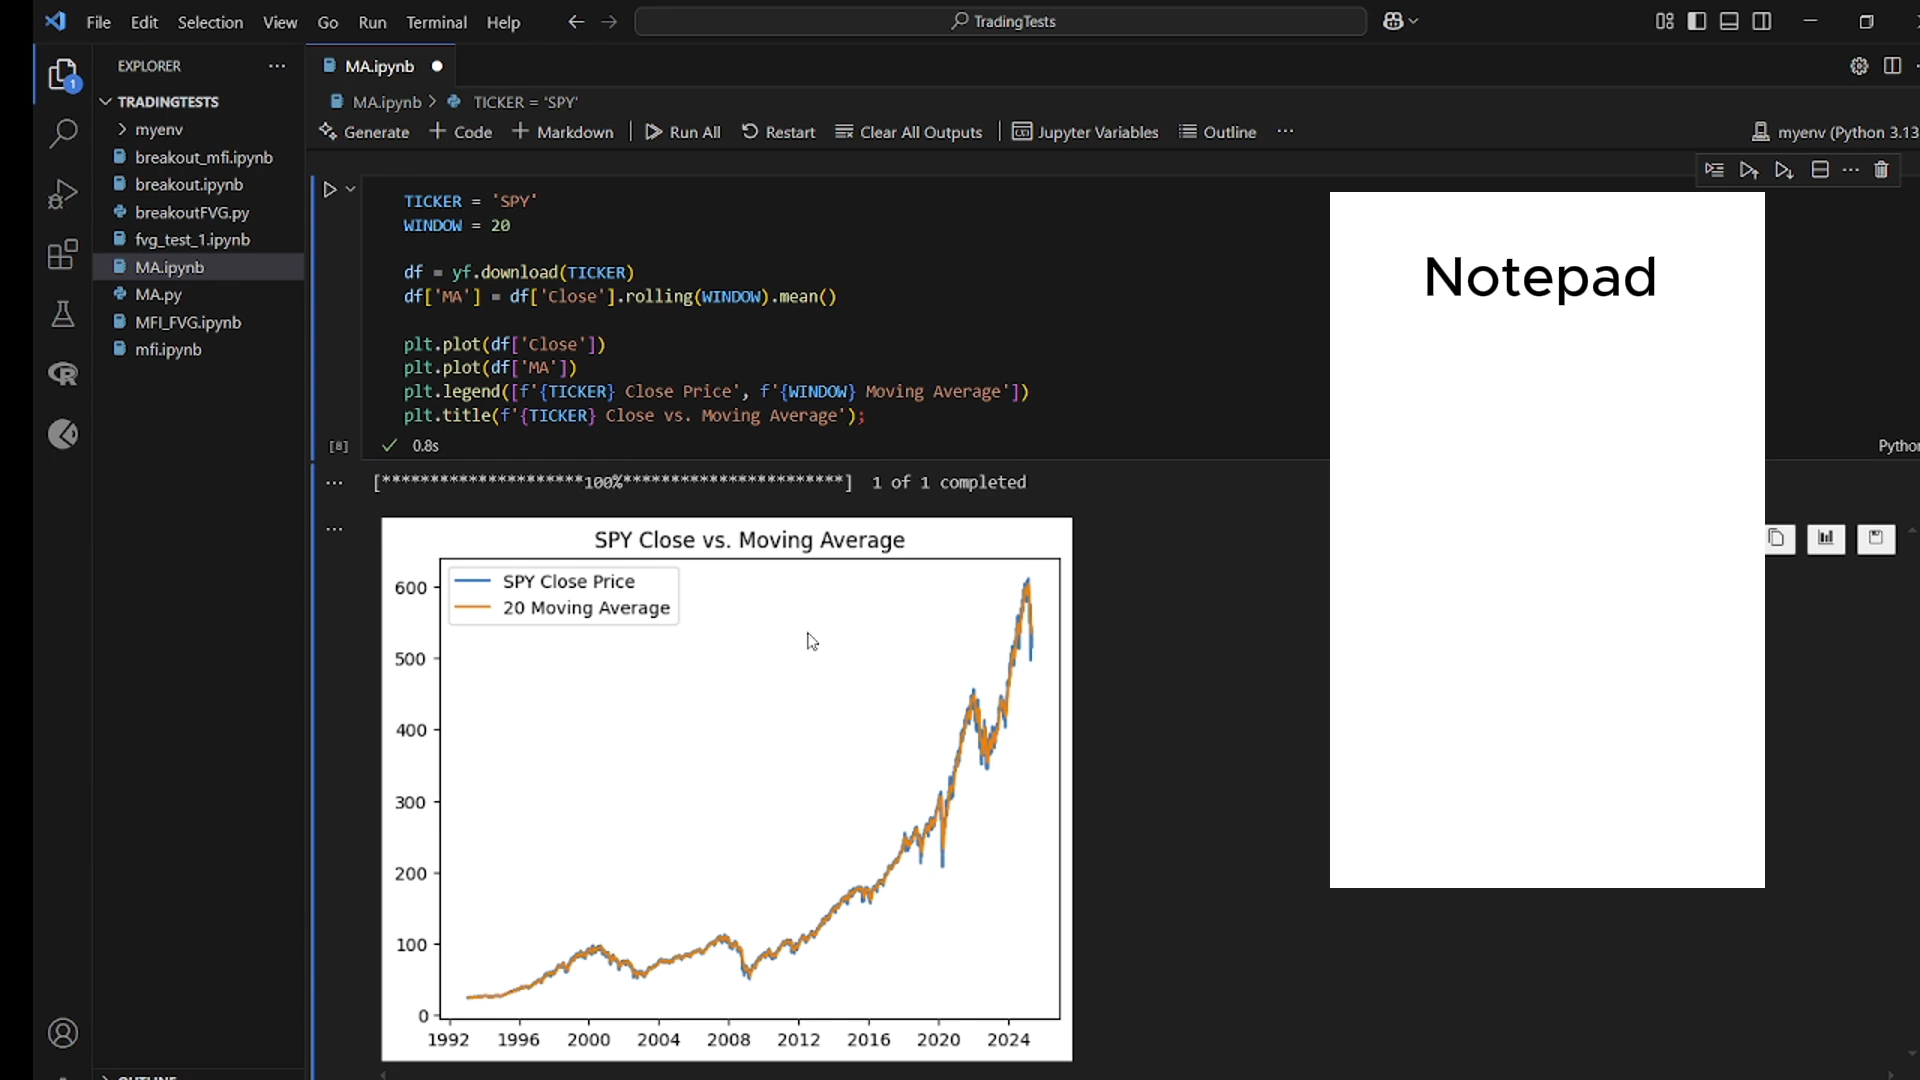 File Edit Selection View Go Run Terminal Help
TradingTests
EXPLORER
1
TRADINGTESTS
myenv
breakout_mfi.ipynb
breakout.ipynb
breakoutFVG.py
fvg_test_1.ipynb
MA.ipynb
MA.py
MFI_FVG.ipynb
mfi.ipynb
MA.ipynb
MA.ipynb > TICKER = 'SPY'
Generate + Code + Markdown Run All Restart Clear All Outputs Jupyter Variables Outline ...
myenv (Python 3.13
TICKER = 'SPY'
WINDOW = 20
df = yf.download(TICKER)
df['MA'] = df['Close'].rolling(WINDOW).mean()
plt.plot(df['Close'])
plt.plot(df['MA'])
plt.legend([f'{TICKER} Close Price', f'{WINDOW} Moving Average'])
plt.title(f'{TICKER} Close vs. Moving Average');
[8] 0.8s
Python
[*********************100%***********************] 1 of 1 completed
SPY Close vs. Moving Average
SPY Close Price
20 Moving Average
600
500
400
300
200
100
0
1992 1996 2000 2004 2008 2012 2016 2020 2024
Notepad
OUTLINE